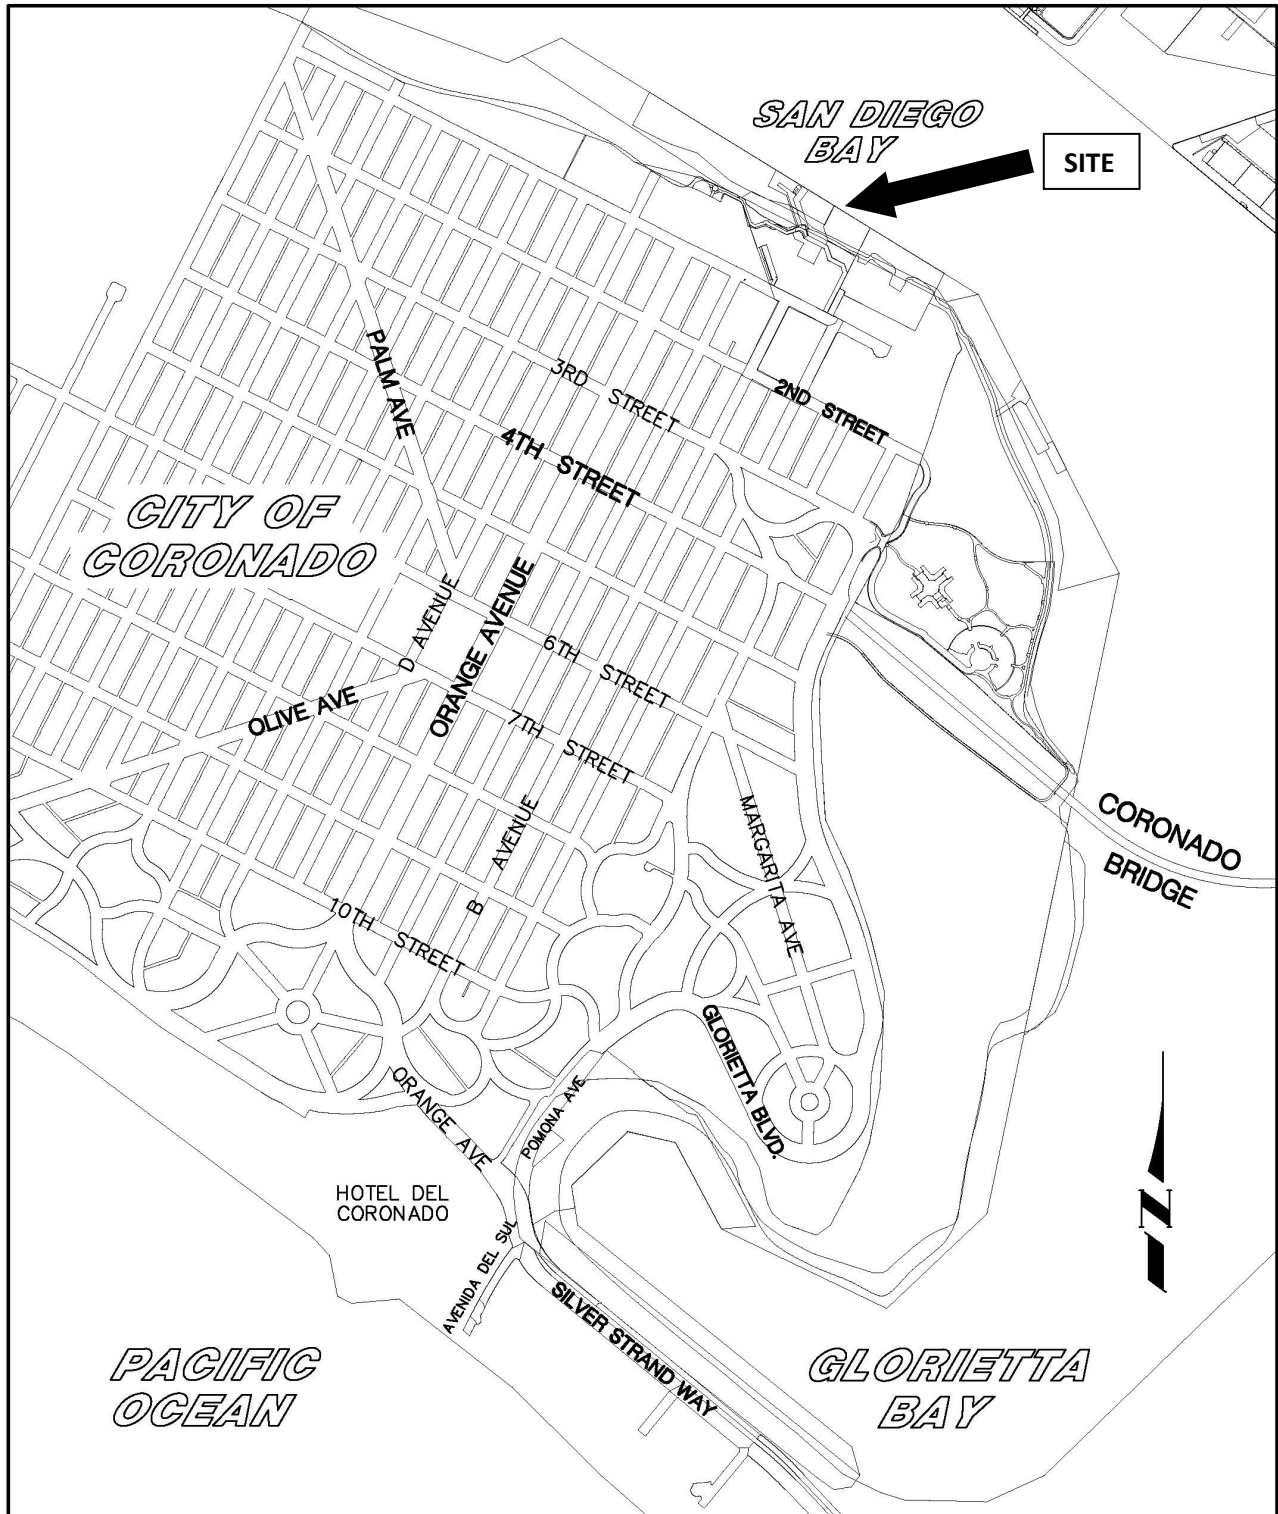 SAN DIEGO
BAY
SITE
PALM AVE
3RD STREET
2ND STREET
4TH STREET
CITY OF
CORONADO
D AVENUE
ORANGE AVENUE
6TH STREET
OLIVE AVE
7TH STREET
B AVENUE
MARGARITA AVE
CORONADO
BRIDGE
10TH STREET
GLORIETTA BLVD.
ORANGE AVE
POMONA AVE
HOTEL DEL
CORONADO
AVENIDA DEL SUL
SILVER STRAND WAY
N
PACIFIC
OCEAN
GLORIETTA
BAY